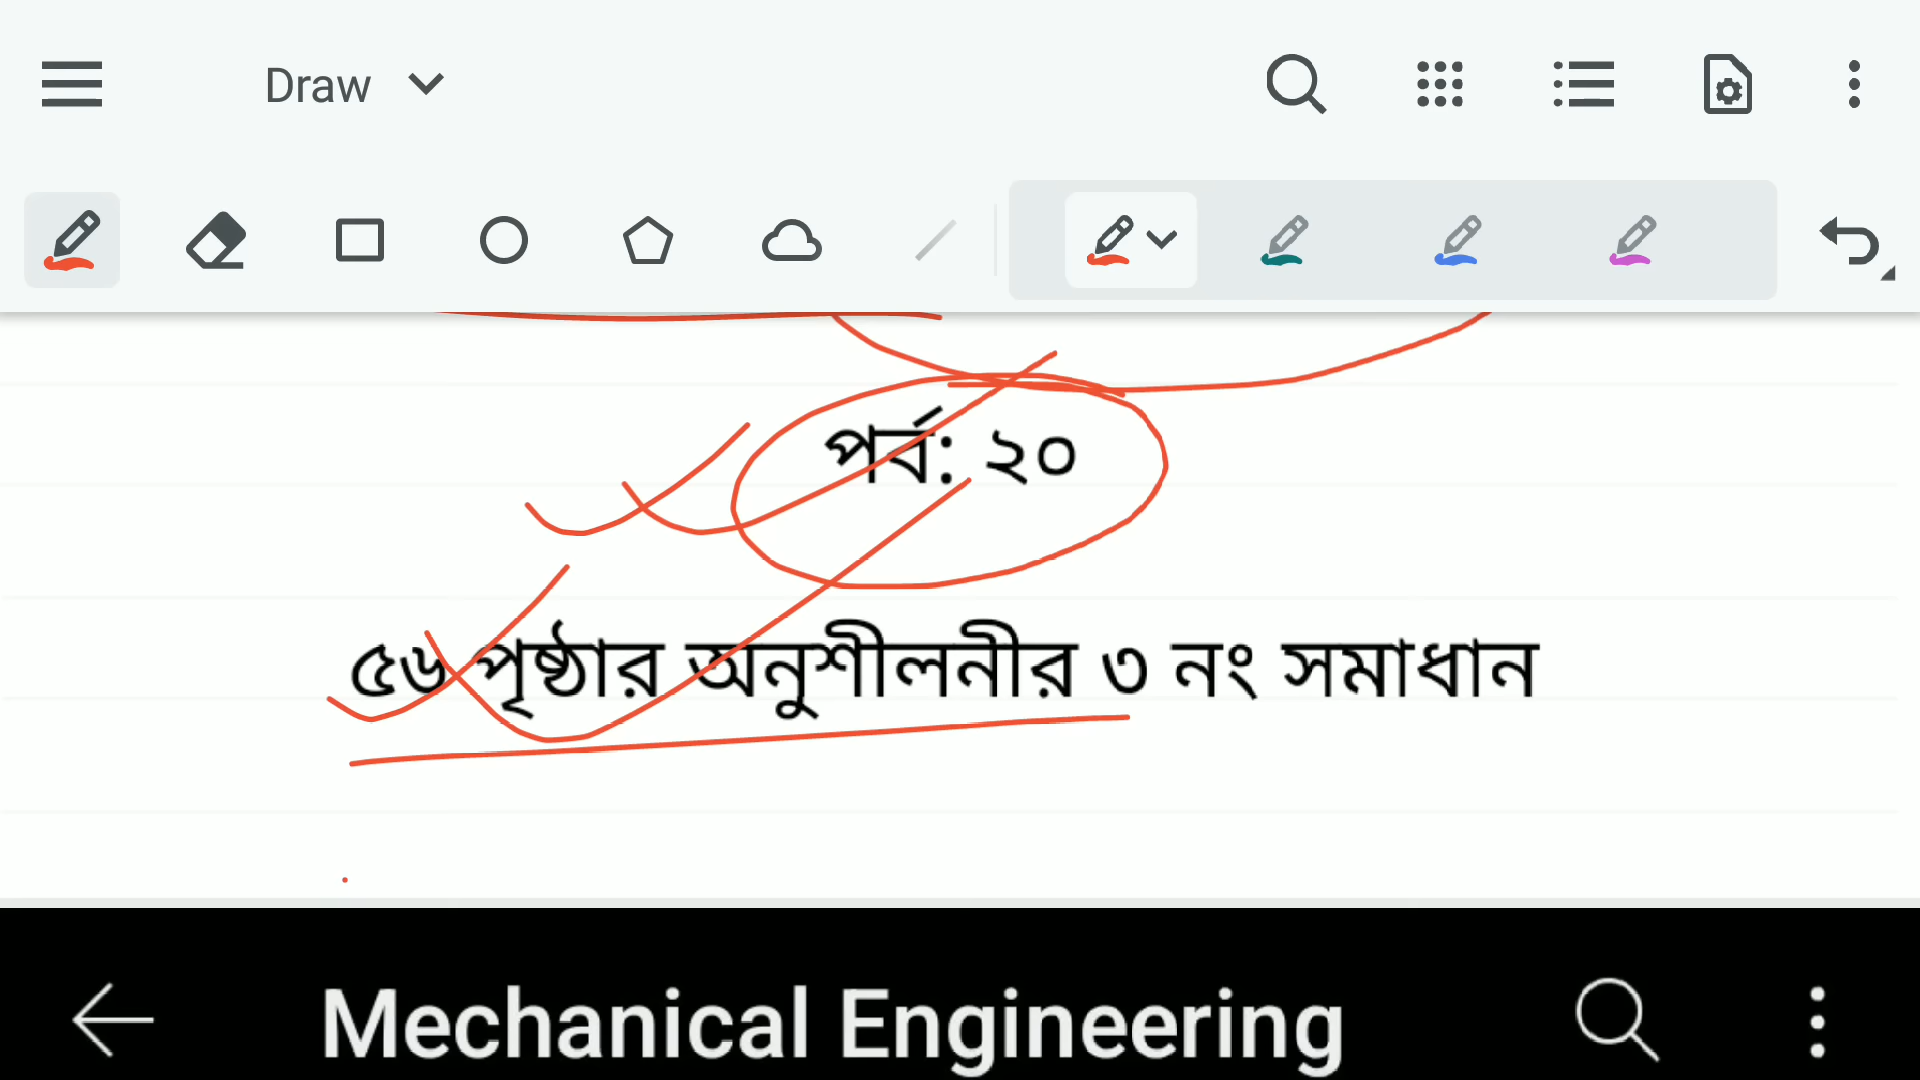 Draw
পর্ব: ২০
৫৬ পৃষ্ঠার অনুশীলনীর ৩ নং সমাধান
Mechanical Engineering